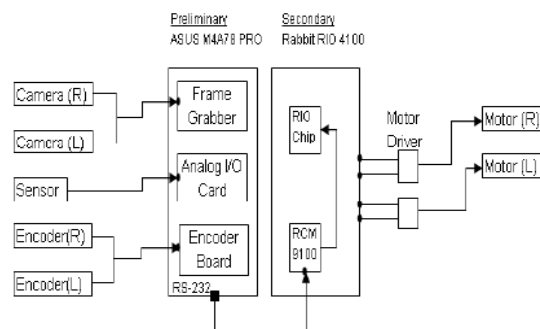 Preliminary
ASUS M4A78 PRO
Secondary
Rabbit RIO 4100
Camera (R)
Camera (L)
Sensor
Encoder(R)
Encoder(L)
Frame
Grabber
Analog I/O
Card
Encoder
Board
RS-232
RIO
Chip
RCM
9100
Motor
Driver
Motor (R)
Motor (L)